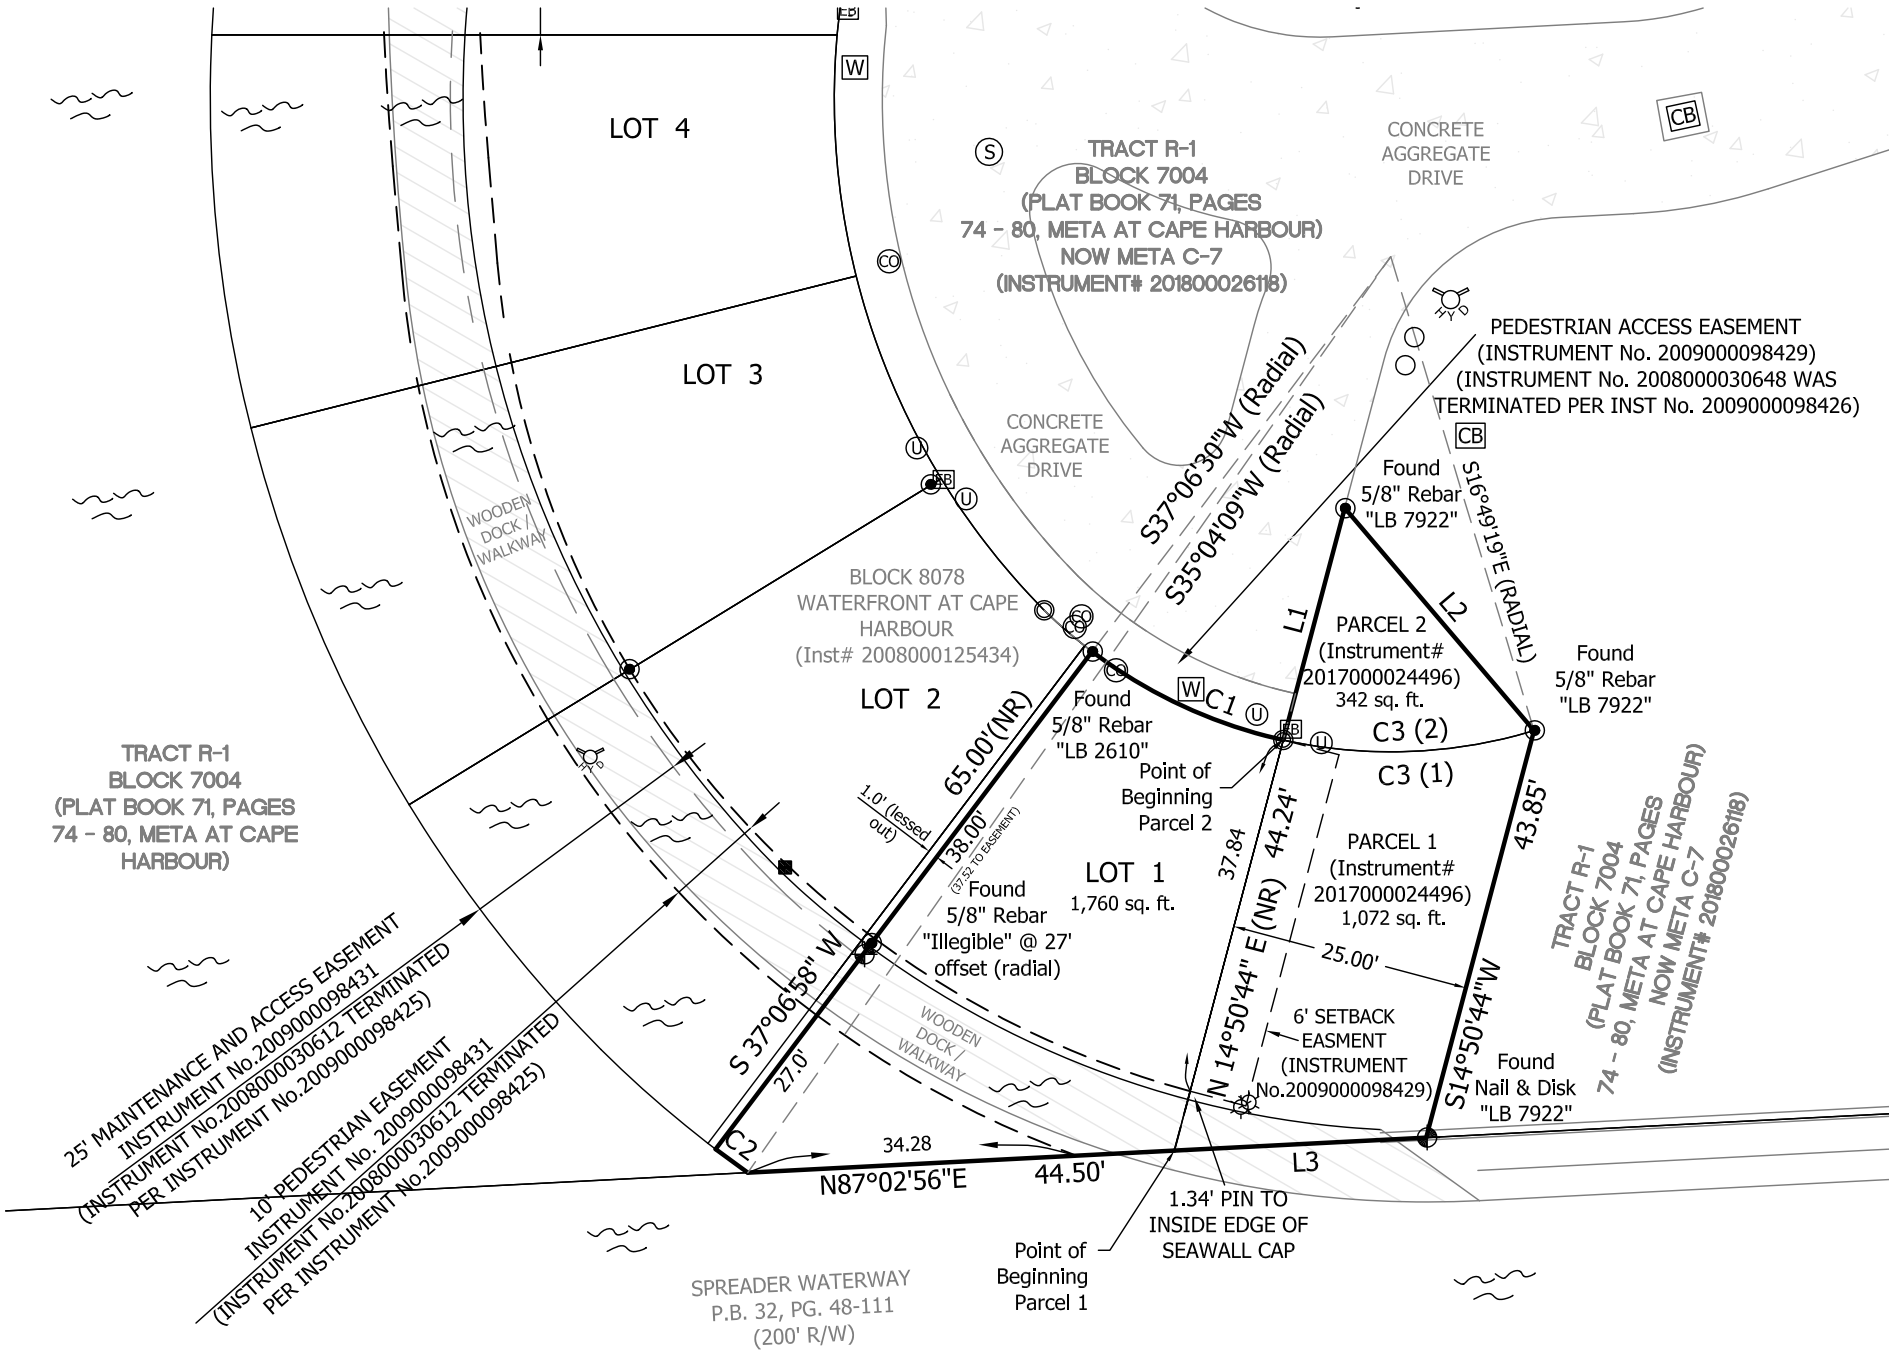 EB
W
LOT 4
S
TRACT R-1
BLOCK 7004
(PLAT BOOK 71, PAGES
74 - 80, META AT CAPE HARBOUR)
NOW META C-7
(INSTRUMENT# 201800026118)
CONCRETE
AGGREGATE
DRIVE
CB
CO
HYD
PEDESTRIAN ACCESS EASEMENT
(INSTRUMENT No. 2009000098429)
(INSTRUMENT No. 2008000030648 WAS
TERMINATED PER INST No. 2009000098426)
LOT 3
CONCRETE
AGGREGATE
DRIVE
S37°06'30"W (Radial)
S35°04'09"W (Radial)
CB
S16°49'19"E (RADIAL)
U
EB
U
Found
5/8" Rebar
"LB 7922"
WOODEN
DOCK /
WALKWAY
BLOCK 8078
WATERFRONT AT CAPE
HARBOUR
(Inst# 2008000125434)
CO
CO
LOT 2
L1
L2
PARCEL 2
(Instrument#
2017000024496)
342 sq. ft.
Found
5/8" Rebar
"LB 7922"
CO
W
C1
U
EB
U
C3 (2)
C3 (1)
Found
5/8" Rebar
"LB 2610"
65.00'(NR)
Point of
Beginning
Parcel 2
TRACT R-1
BLOCK 7004
(PLAT BOOK 71, PAGES
74 - 80, META AT CAPE
HARBOUR)
HYD
1.0' (lessed
out)
38.00'
(37.52 TO EASEMENT)
LOT 1
1,760 sq. ft.
37.84
44.24'
N 14°50'44" E (NR)
PARCEL 1
(Instrument#
2017000024496)
1,072 sq. ft.
43.85'
S14°50'44"W
25.00'
TRACT R-1
BLOCK 7004
(PLAT BOOK 71, PAGES
74 - 80, META AT CAPE HARBOUR)
NOW META C-7
(INSTRUMENT# 201800026118)
Found
5/8" Rebar
"Illegible" @ 27'
offset (radial)
S 37°06'58" W
27.0'
WOODEN
DOCK /
WALKWAY
6' SETBACK
EASMENT
(INSTRUMENT
No.2009000098429)
Found
Nail & Disk
"LB 7922"
25' MAINTENANCE AND ACCESS EASEMENT
INSTRUMENT No.2009000098431
(INSTRUMENT No.2008000030612 TERMINATED
PER INSTRUMENT No.2009000098425)
10' PEDESTRIAN EASEMENT
INSTRUMENT No. 2009000098431
(INSTRUMENT No.2008000030612 TERMINATED
PER INSTRUMENT No.2009000098425)
C2
34.28
N87°02'56"E
44.50'
L3
1.34' PIN TO
INSIDE EDGE OF
SEAWALL CAP
Point of
Beginning
Parcel 1
SPREADER WATERWAY
P.B. 32, PG. 48-111
(200' R/W)